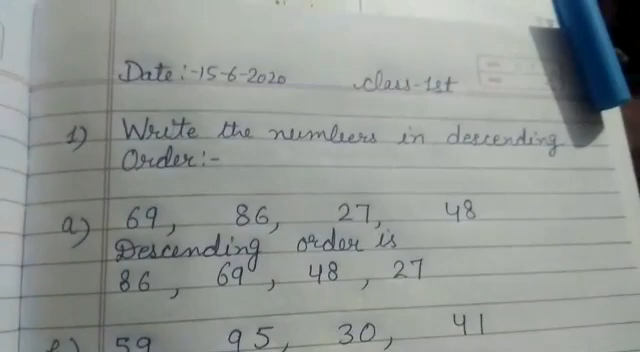 Date:-15-6-2020 Class-1st
1) Write the numbers in descending
Order:-
a) 69, 86, 27, 48
Descending order is
86, 69, 48, 27
59 95, 30, 41